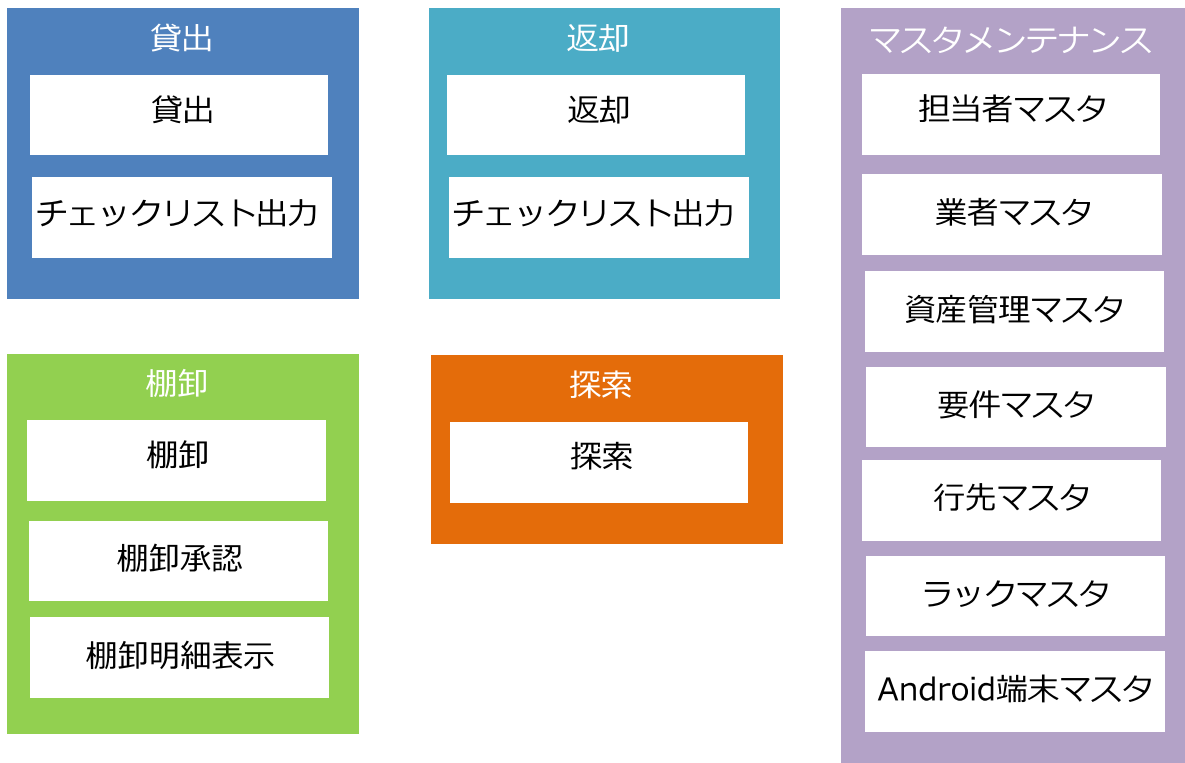 貸出
貸出
チェックリスト出力
返却
返却
チェックリスト出力
マスタメンテナンス
担当者マスタ
業者マスタ
資産管理マスタ
要件マスタ
行先マスタ
ラックマスタ
Android端末マスタ
棚卸
棚卸
棚卸承認
棚卸明細表示
探索
探索